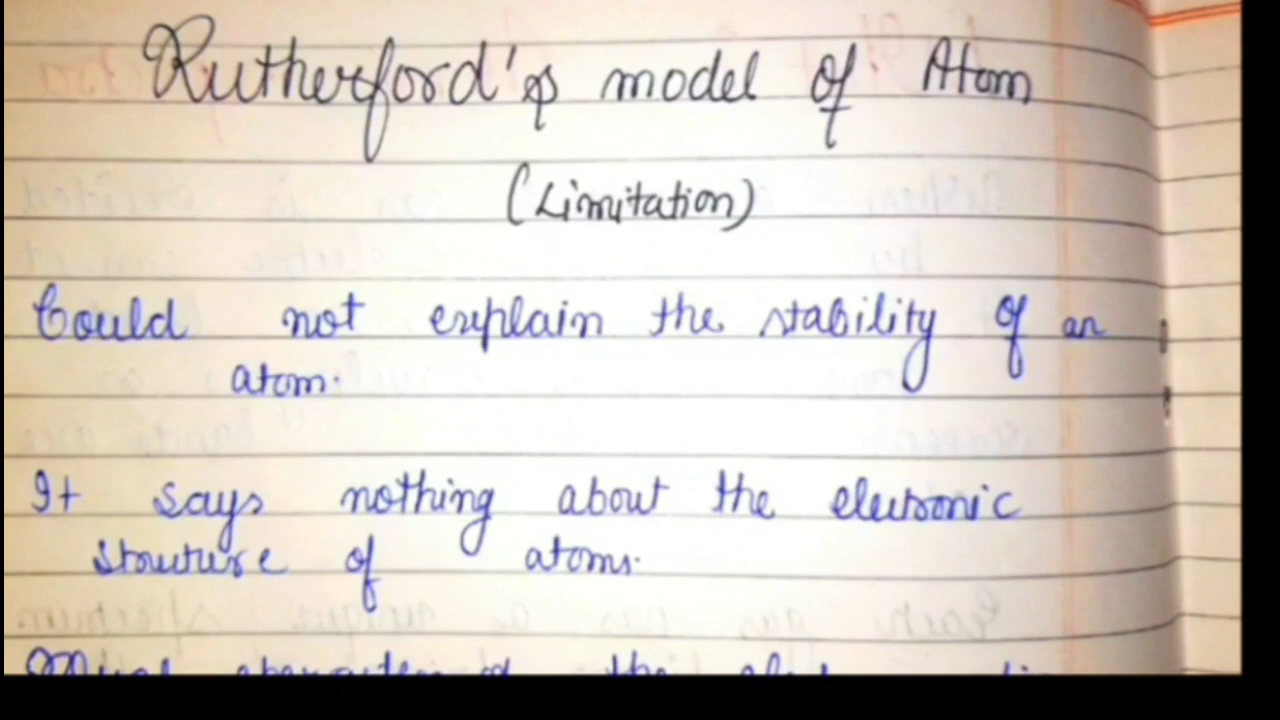 Rutherford's model of Atom
(Limitation)
Could not explain the stability of an
atom.
It says nothing about the electronic
structure of atoms.
the